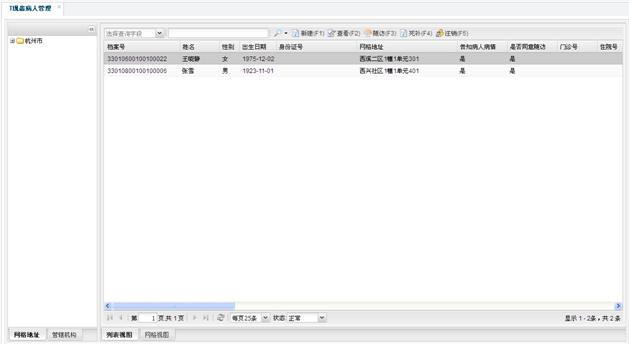 T现症病人管理
杭州市
选择查询字段 新建(F1) 查看(F2) 随访(F3) 死补(F4) 注销(F5)
档案号 姓名 性别 出生日期 身份证号 网格地址 告知病人病情 是否同意随访 门诊号 住院号
33010600100100022 王晓静 女 1975-12-02 西溪二区1幢1单元301 是 是
33010800100100006 张雪 男 1923-11-01 西兴社区1幢1单元401 是 是
第 1 页共 1 页 每页25条 状态: 正常 显示 1 - 2条，共 2 条
网格地址 管辖机构 列表视图 网格视图